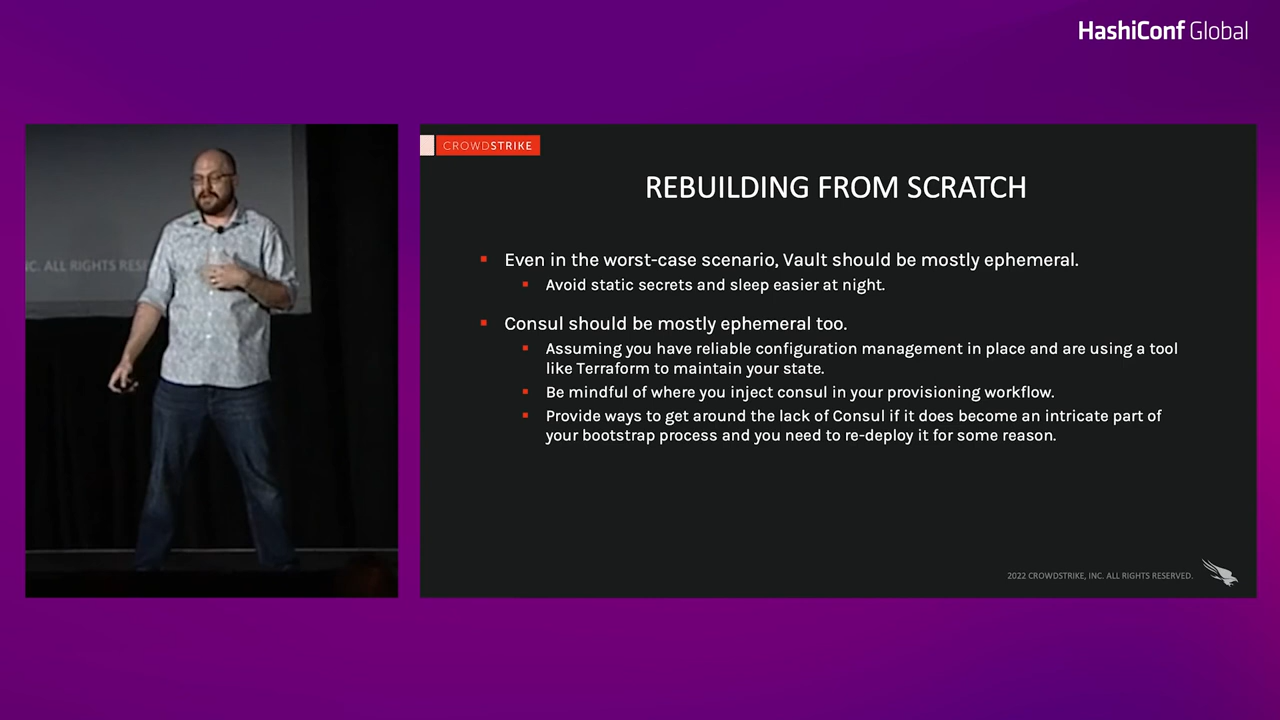 HashiConf Global
CROWDSTRIKE
REBUILDING FROM SCRATCH
Even in the worst-case scenario, Vault should be mostly ephemeral.
Avoid static secrets and sleep easier at night.
Consul should be mostly ephemeral too.
Assuming you have reliable configuration management in place and are using a tool
like Terraform to maintain your state.
Be mindful of where you inject consul in your provisioning workflow.
Provide ways to get around the lack of Consul if it does become an intricate part of
your bootstrap process and you need to re-deploy it for some reason.
2022 CROWDSTRIKE, INC. ALL RIGHTS RESERVED.
ALL RIGHTS